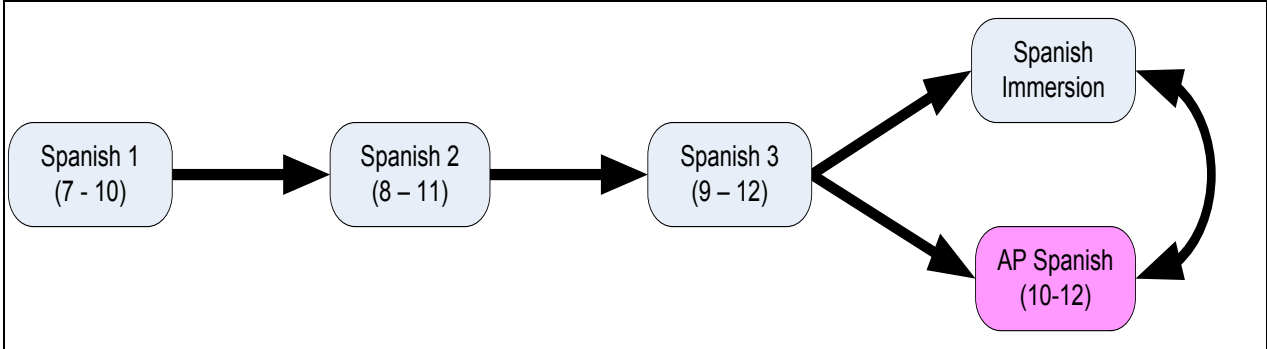 Spanish 1
(7 - 10)
Spanish 2
(8 – 11)
Spanish 3
(9 – 12)
Spanish
Immersion
AP Spanish
(10-12)